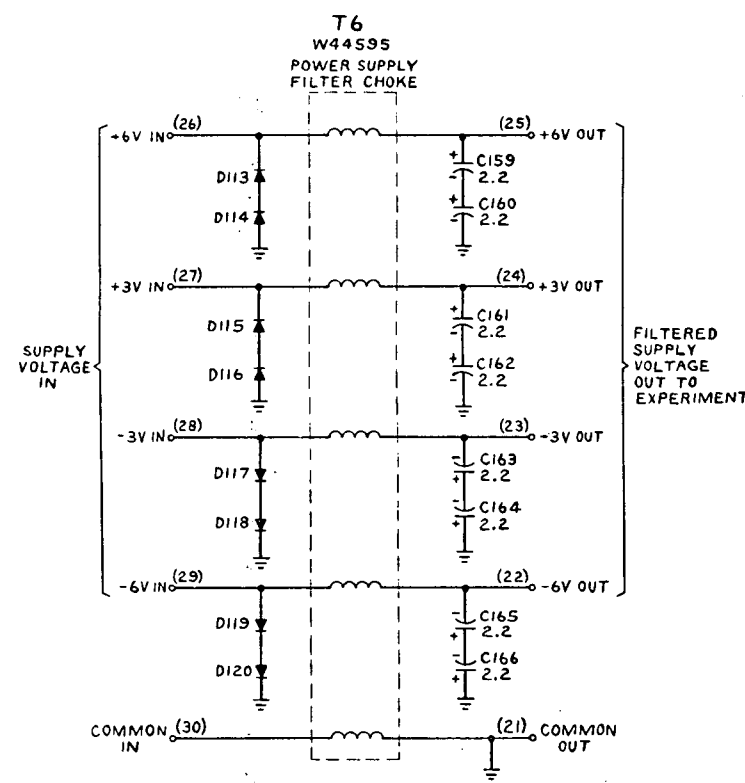 T6
W44595
POWER SUPPLY
FILTER CHOKE
+6V IN (26)
(25) +6V OUT
D113
D114
+ C159
- 2.2
+ C160
- 2.2
+3V IN (27)
(24) +3V OUT
D115
D116
+ C161
- 2.2
+ C162
- 2.2
SUPPLY
VOLTAGE
IN
FILTERED
SUPPLY
VOLTAGE
OUT TO
EXPERIMENT
-3V IN (28)
(23) -3V OUT
D117
D118
- C163
+ 2.2
- C164
+ 2.2
-6V IN (29)
(22) -6V OUT
D119
D120
- C165
+ 2.2
- C166
+ 2.2
COMMON (30)
IN
(21) COMMON
OUT